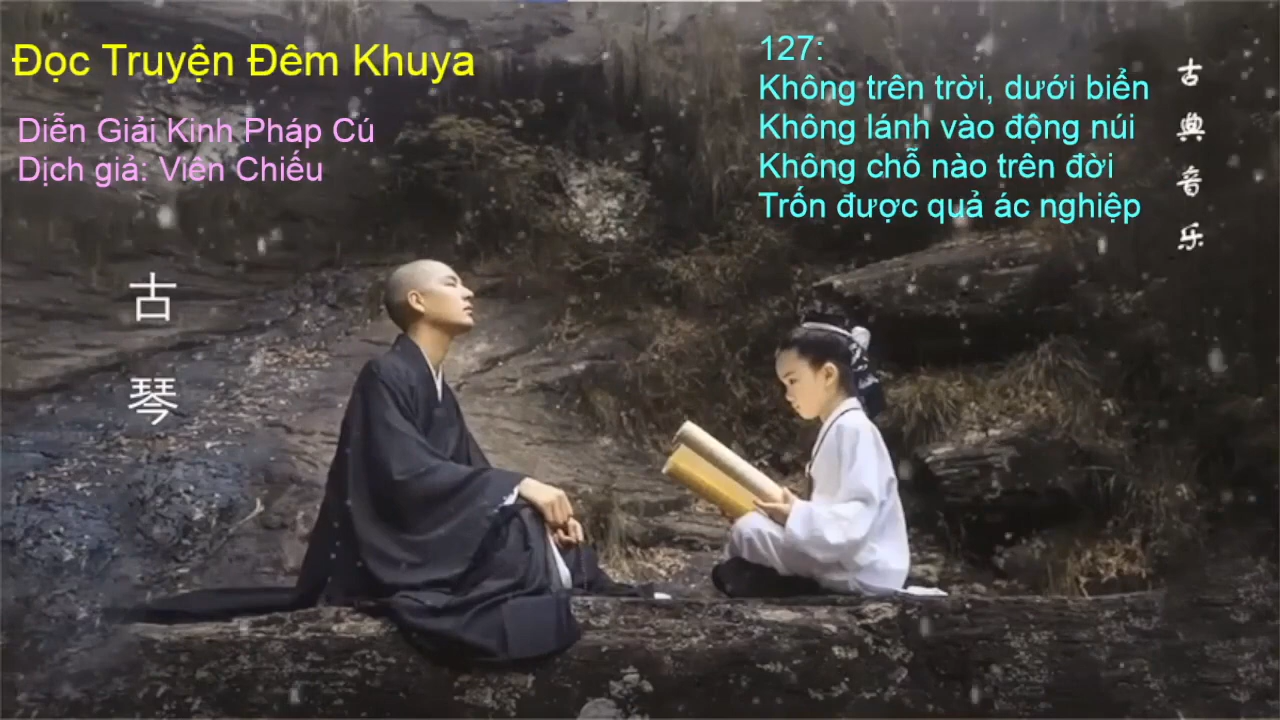 Đọc Truyện Đêm Khuya
Diễn Giải Kinh Pháp Cú
Dịch giả: Viên Chiếu
127:
Không trên trời, dưới biển
Không lánh vào động núi
Không chỗ nào trên đời
Trốn được quả ác nghiệp
古典音乐
古琴